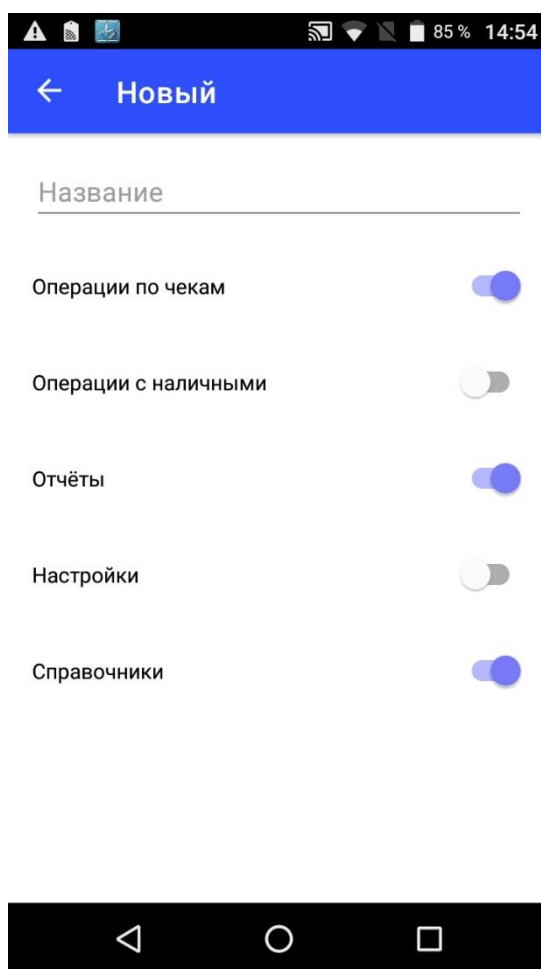 85 % 14:54
Новый
Название
Операции по чекам
Операции с наличными
Отчёты
Настройки
Справочники